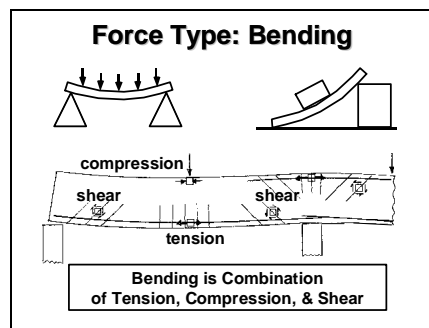 Force Type: Bending
compression
shear
shear
tension
Bending is Combination
of Tension, Compression, & Shear